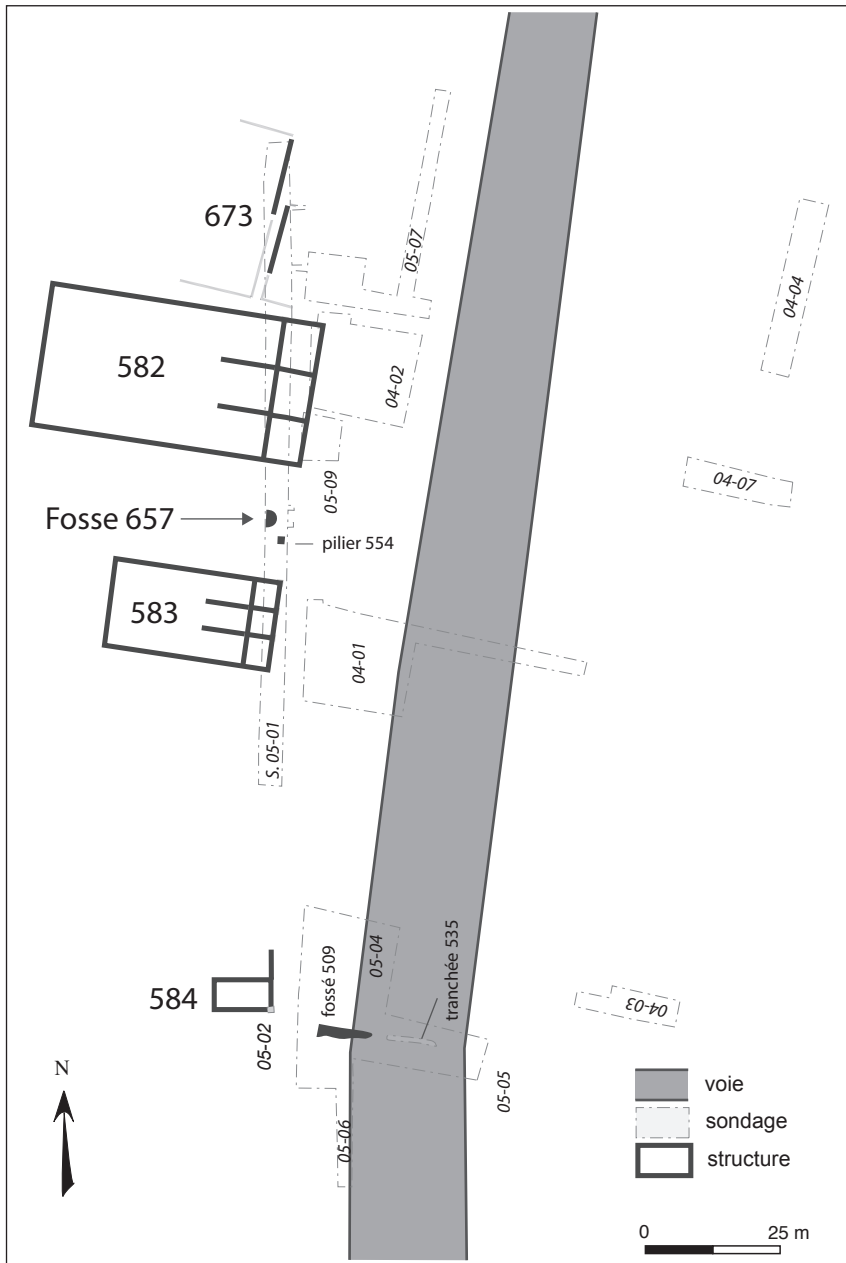 673
05-07
04-04
582
04-02
04-07
05-09
Fosse 657
pilier 554
583
04-01
S. 05-01
584
05-02
fossé 509
05-04
tranchée 535
04-03
05-05
05-06
N
voie
sondage
structure
0 25 m